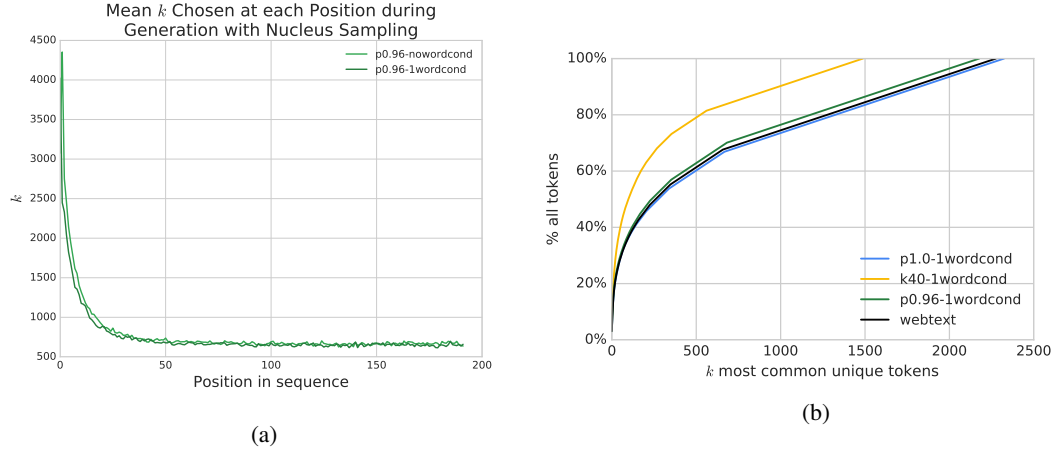 Mean k Chosen at each Position during
Generation with Nucleus Sampling
4500
4000
3500
3000
2500
2000
1500
1000
500
k
p0.96-nowordcond
p0.96-1wordcond
0
50
100
150
200
Position in sequence
(a)
100%
80%
60%
40%
20%
0%
% all tokens
p1.0-1wordcond
k40-1wordcond
p0.96-1wordcond
webtext
0
500
1000
1500
2000
2500
k most common unique tokens
(b)